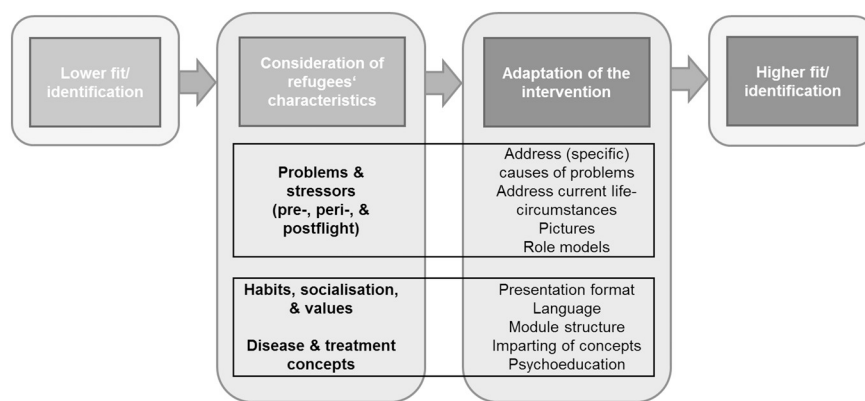 Lower fit/
identification
Consideration of
refugees‘
characteristics
Adaptation of the
intervention
Higher fit/
identification
Problems &
stressors
(pre-, peri-, &
postflight)
Address (specific)
causes of problems
Address current life-
circumstances
Pictures
Role models
Habits, socialisation,
& values
Disease & treatment
concepts
Presentation format
Language
Module structure
Imparting of concepts
Psychoeducation